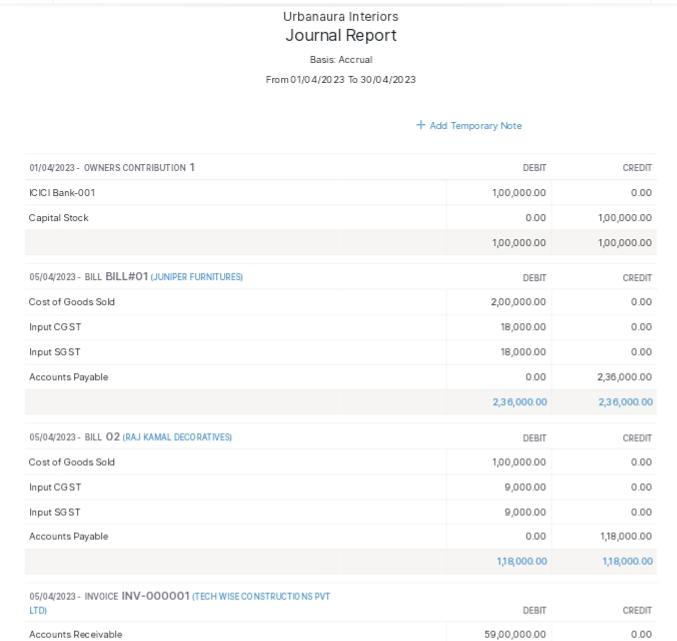 Urbanaura Interiors
Journal Report
Basis: Accrual
From 01/04/2023 To 30/04/2023
+ Add Temporary Note
01/04/2023 - OWNERS CONTRIBUTION 1 DEBIT CREDIT
ICICI Bank-001 1,00,000.00 0.00
Capital Stock 0.00 1,00,000.00
1,00,000.00 1,00,000.00
05/04/2023 - BILL BILL#01 (JUNIPER FURNITURES) DEBIT CREDIT
Cost of Goods Sold 2,00,000.00 0.00
Input CGST 18,000.00 0.00
Input SGST 18,000.00 0.00
Accounts Payable 0.00 2,36,000.00
2,36,000.00 2,36,000.00
05/04/2023 - BILL 02 (RAJ KAMAL DECORATIVES) DEBIT CREDIT
Cost of Goods Sold 1,00,000.00 0.00
Input CGST 9,000.00 0.00
Input SGST 9,000.00 0.00
Accounts Payable 0.00 1,18,000.00
1,18,000.00 1,18,000.00
05/04/2023 - INVOICE INV-000001 (TECH WISE CONSTRUCTIONS PVT
LTD) DEBIT CREDIT
Accounts Receivable 59,00,000.00 0.00